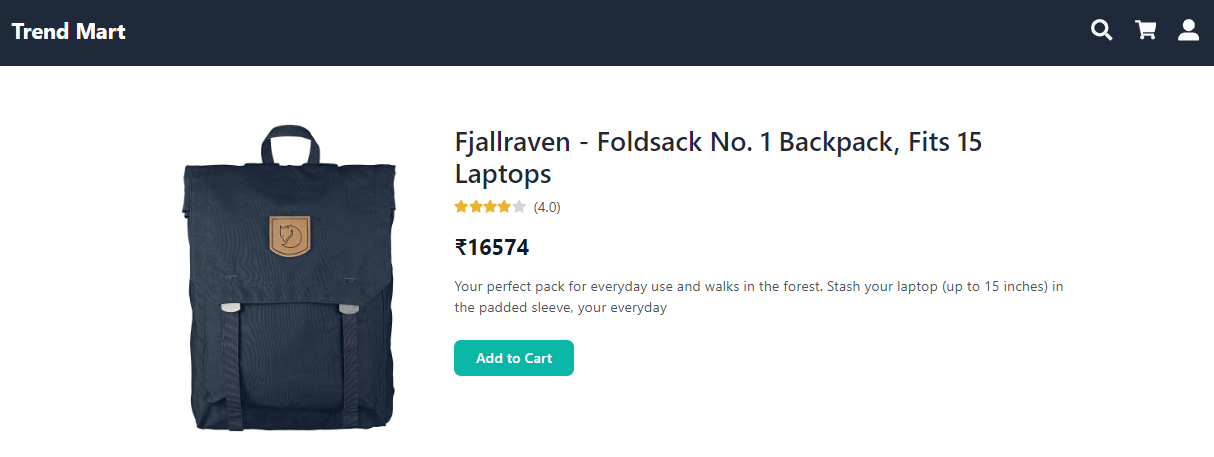 Trend Mart
Fjallraven - Foldsack No. 1 Backpack, Fits 15
Laptops
(4.0)
₹16574
Your perfect pack for everyday use and walks in the forest. Stash your laptop (up to 15 inches) in
the padded sleeve, your everyday
Add to Cart